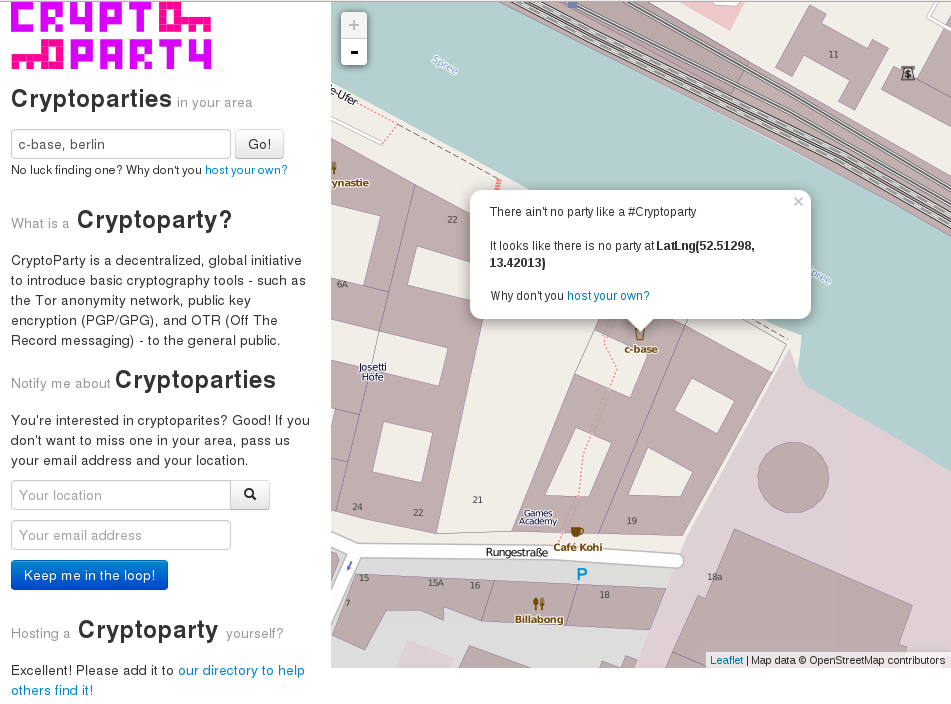 CRYPTO
PARTY
Cryptoparties in your area
c-base, berlin
Go!
No luck finding one? Why don't you host your own?
What is a Cryptoparty?
CryptoParty is a decentralized, global initiative
to introduce basic cryptography tools - such as
the Tor anonymity network, public key
encryption (PGP/GPG), and OTR (Off The
Record messaging) - to the general public.
Notify me about Cryptoparties
You're interested in cryptoparites? Good! If you
don't want to miss one in your area, pass us
your email address and your location.
Your location
Your email address
Keep me in the loop!
Hosting a Cryptoparty yourself?
Excellent! Please add it to our directory to help
others find it!
+
-
Spree
11
$
e-Ufer
ynastie
22
There ain't no party like a #Cryptoparty
×
It looks like there is no party at LatLng(52.51298,
13.42013)
Why don't you host your own?
Spree
6A
c-base
Josetti
Höfe
24
22
21
Games
Academy
19
Café Kohi
Rungestraße
P
15
15A
16
18
18a
7
Billabong
Leaflet | Map data © OpenStreetMap contributors